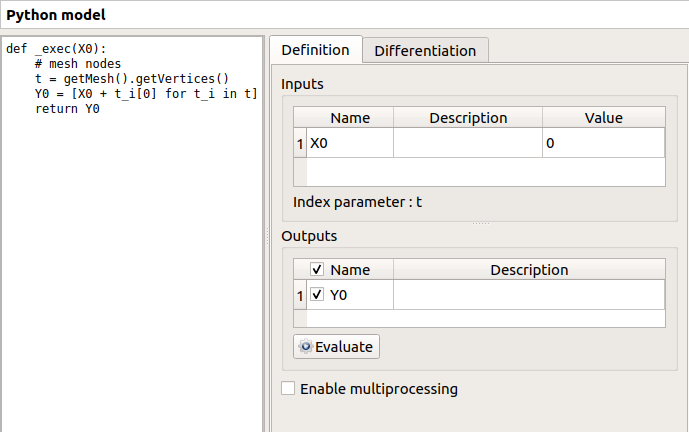 Python model
def _exec(X0):
# mesh nodes
t = getMesh().getVertices()
Y0 = [X0 + t_i[0] for t_i in t]
return Y0
Definition Differentiation
Inputs
Name Description Value
1 X0 0
Index parameter : t
Outputs
Name Description
1 Y0
Evaluate
Enable multiprocessing